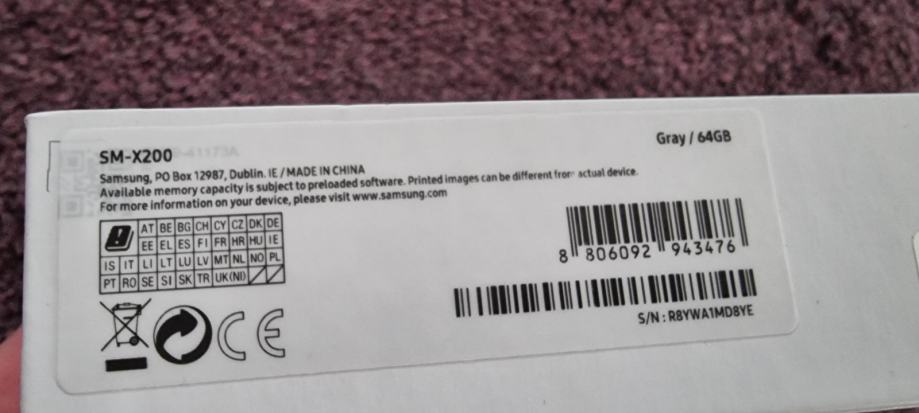 SM-X200
Gray / 64GB
Samsung, PO Box 12987, Dublin. IE / MADE IN CHINA
Available memory capacity is subject to preloaded software. Printed images can be different from actual device.
For more information on your device, please visit www.samsung.com
AT BE BG CH CY CZ DK DE
EE EL ES FI FR HR HU IE
IS IT LI LT LU LV MT NL NO PL
PT RO SE SI SK TR UK(NI)
8 806092 943476
S/N : R8YWA1MD8YE
CE